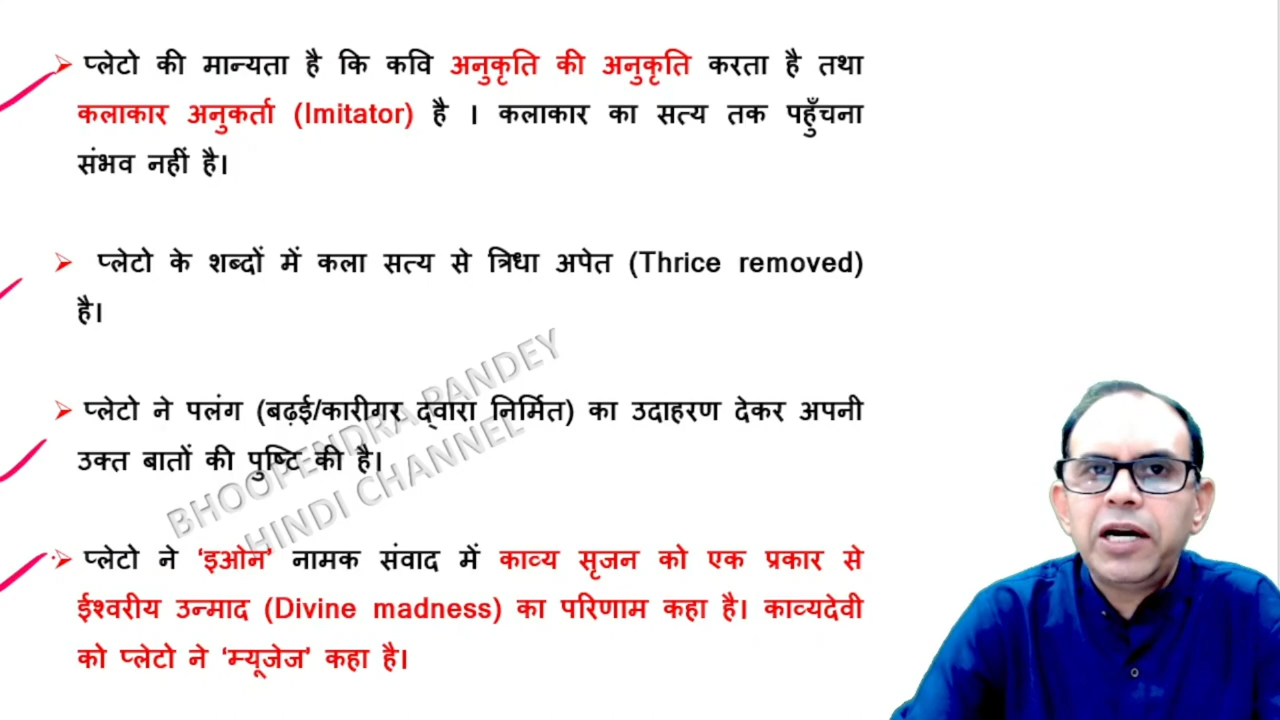 ➢ प्लेटो की मान्यता है कि कवि अनुकृति की अनुकृति करता है तथा
कलाकार अनुकर्ता (Imitator) है । कलाकार का सत्य तक पहुँचना
संभव नहीं है।
➢ प्लेटो के शब्दों में कला सत्य से त्रिधा अपेत (Thrice removed)
है।
➢ प्लेटो ने पलंग (बढ़ई/कारीगर द्वारा निर्मित) का उदाहरण देकर अपनी
उक्त बातों की पुष्टि की है।
➢ प्लेटो ने ‘इओन’ नामक संवाद में काव्य सृजन को एक प्रकार से
ईश्वरीय उन्माद (Divine madness) का परिणाम कहा है। काव्यदेवी
को प्लेटो ने ‘म्यूजेज’ कहा है।
BHOOPENDRA PANDEY
HINDI CHANNEL